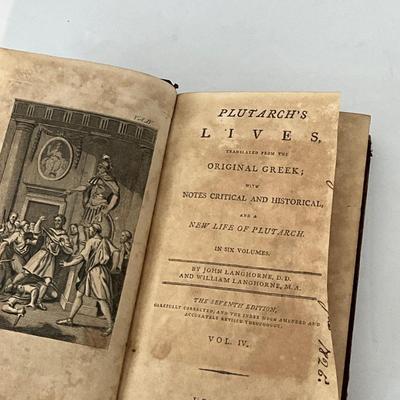 Vol. IV.
PLUTARCH'S
LIVES,
TRANSLATED FROM THE
ORIGINAL GREEK;
WITH
NOTES CRITICAL AND HISTORICAL,
AND A
NEW LIFE OF PLUTARCH.
IN SIX VOLUMES.
BY JOHN LANGHORNE, D.D.
AND WILLIAM LANGHORNE, M.A.
THE SEVENTH EDITION,
CAREFULLY CORRECTED, AND THE INDEX MUCH AMENDED AND
ACCURATELY REVISED THROUGHOUT.
VOL. IV.